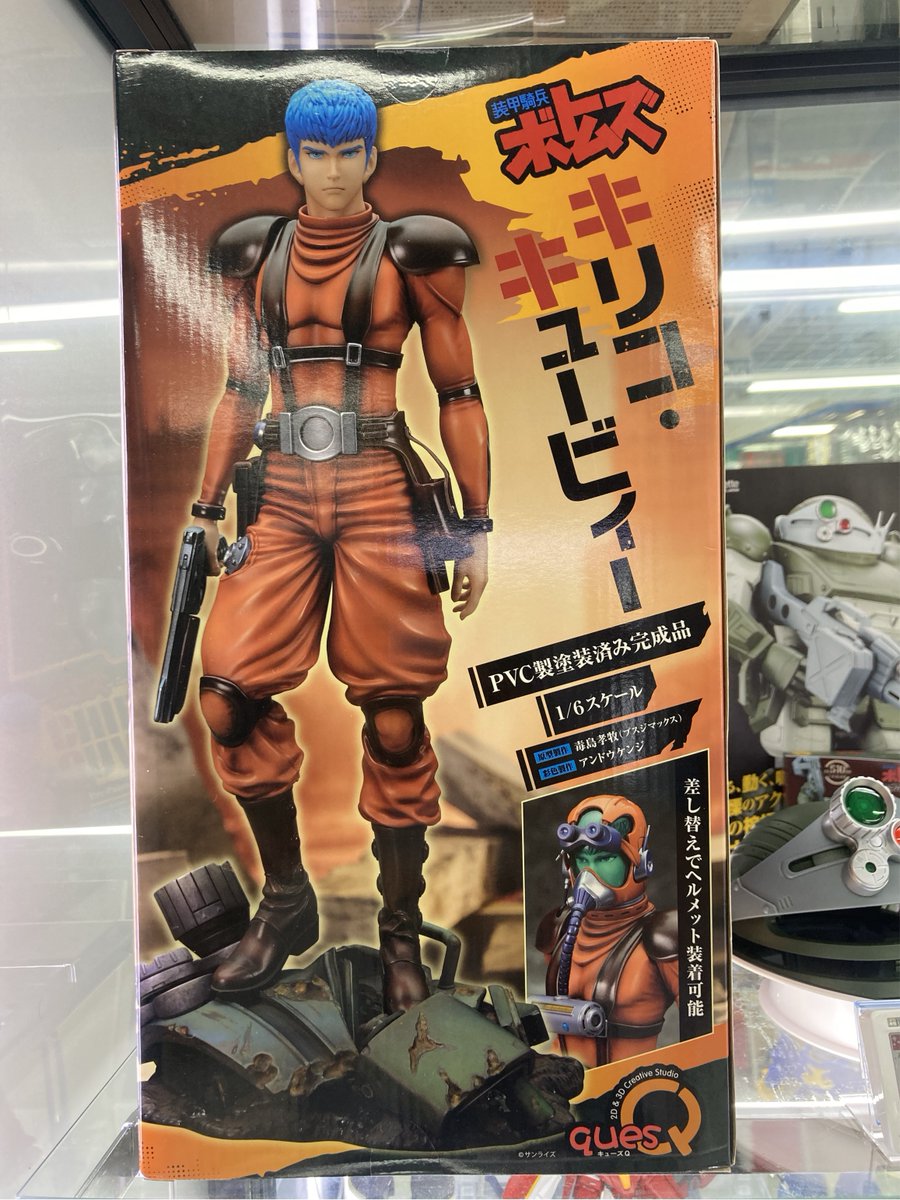 装甲騎兵
ボトムズ
キリコ・
キュービィー
PVC製塗装済み完成品
1/6スケール
原型製作 毒島孝牧(ブスジマックス)
彩色製作 アンドウケンジ
差し替えでヘルメット装着可能
2D & 3D Creative Studio
quesQ
キューズQ
©サンライズ